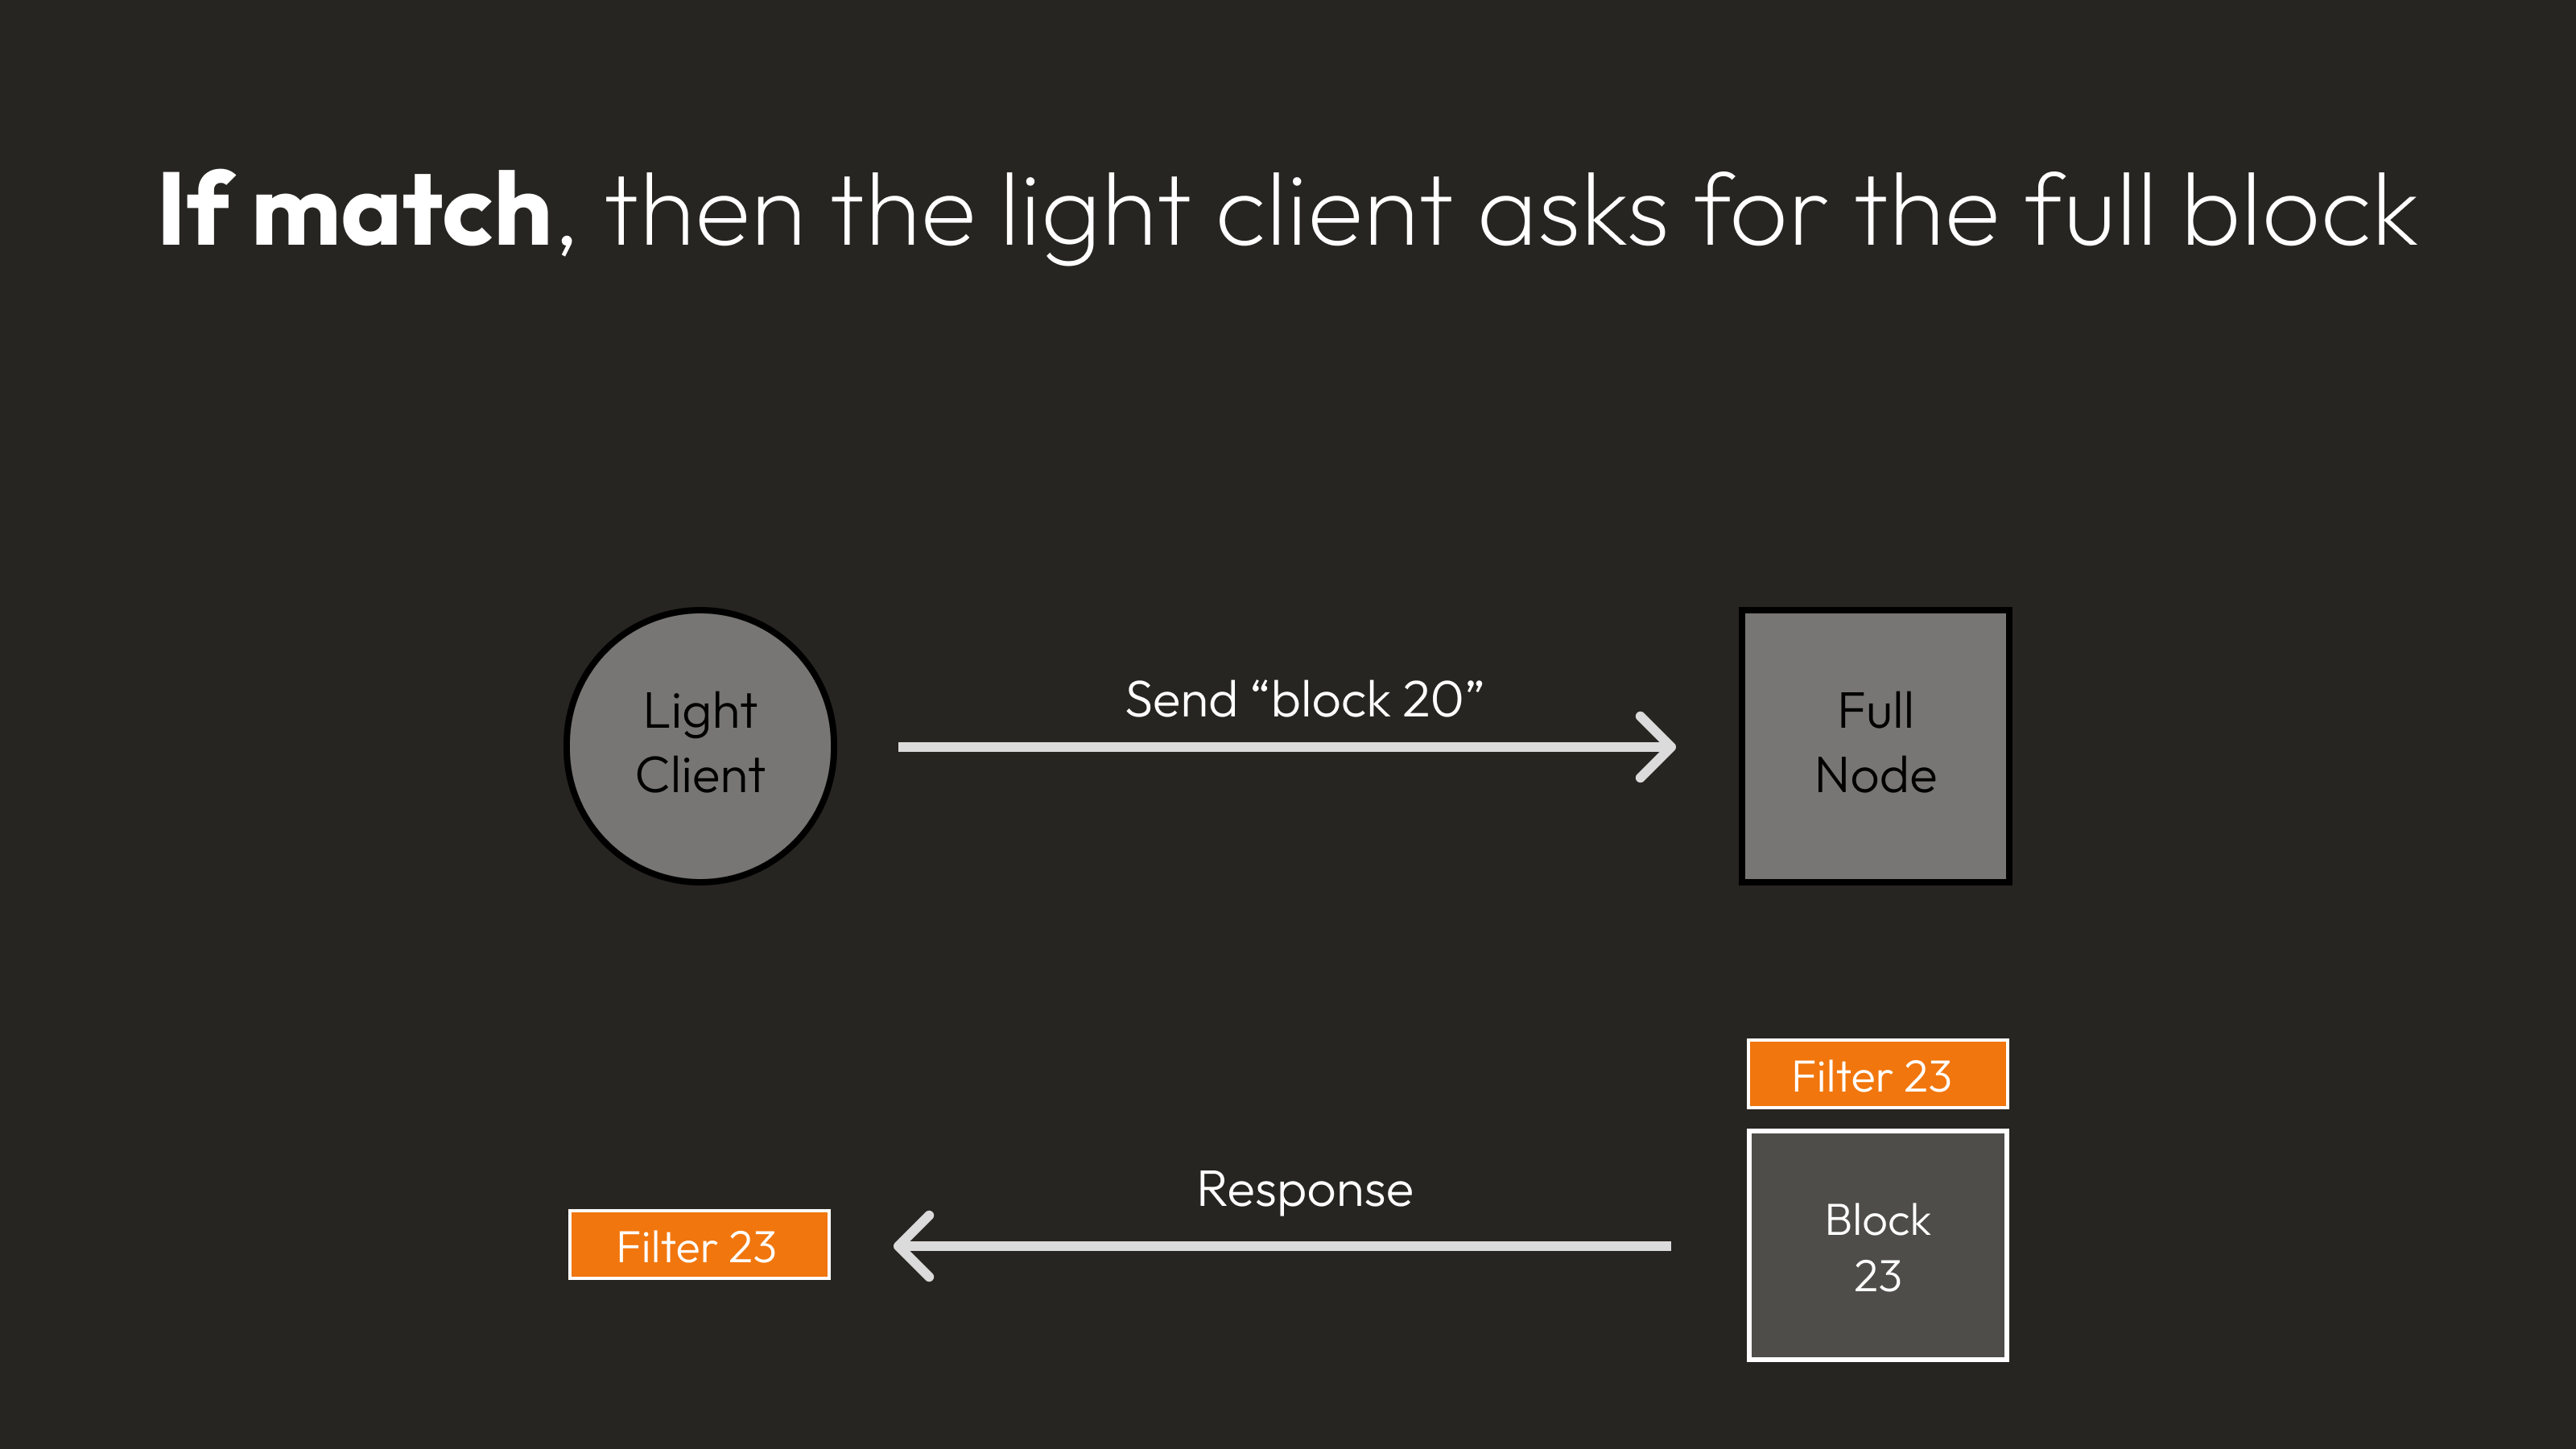 If match, then the light client asks for the full block
Light
Client
Send “block 20”
Full
Node
Filter 23
Response
Filter 23
Block
23